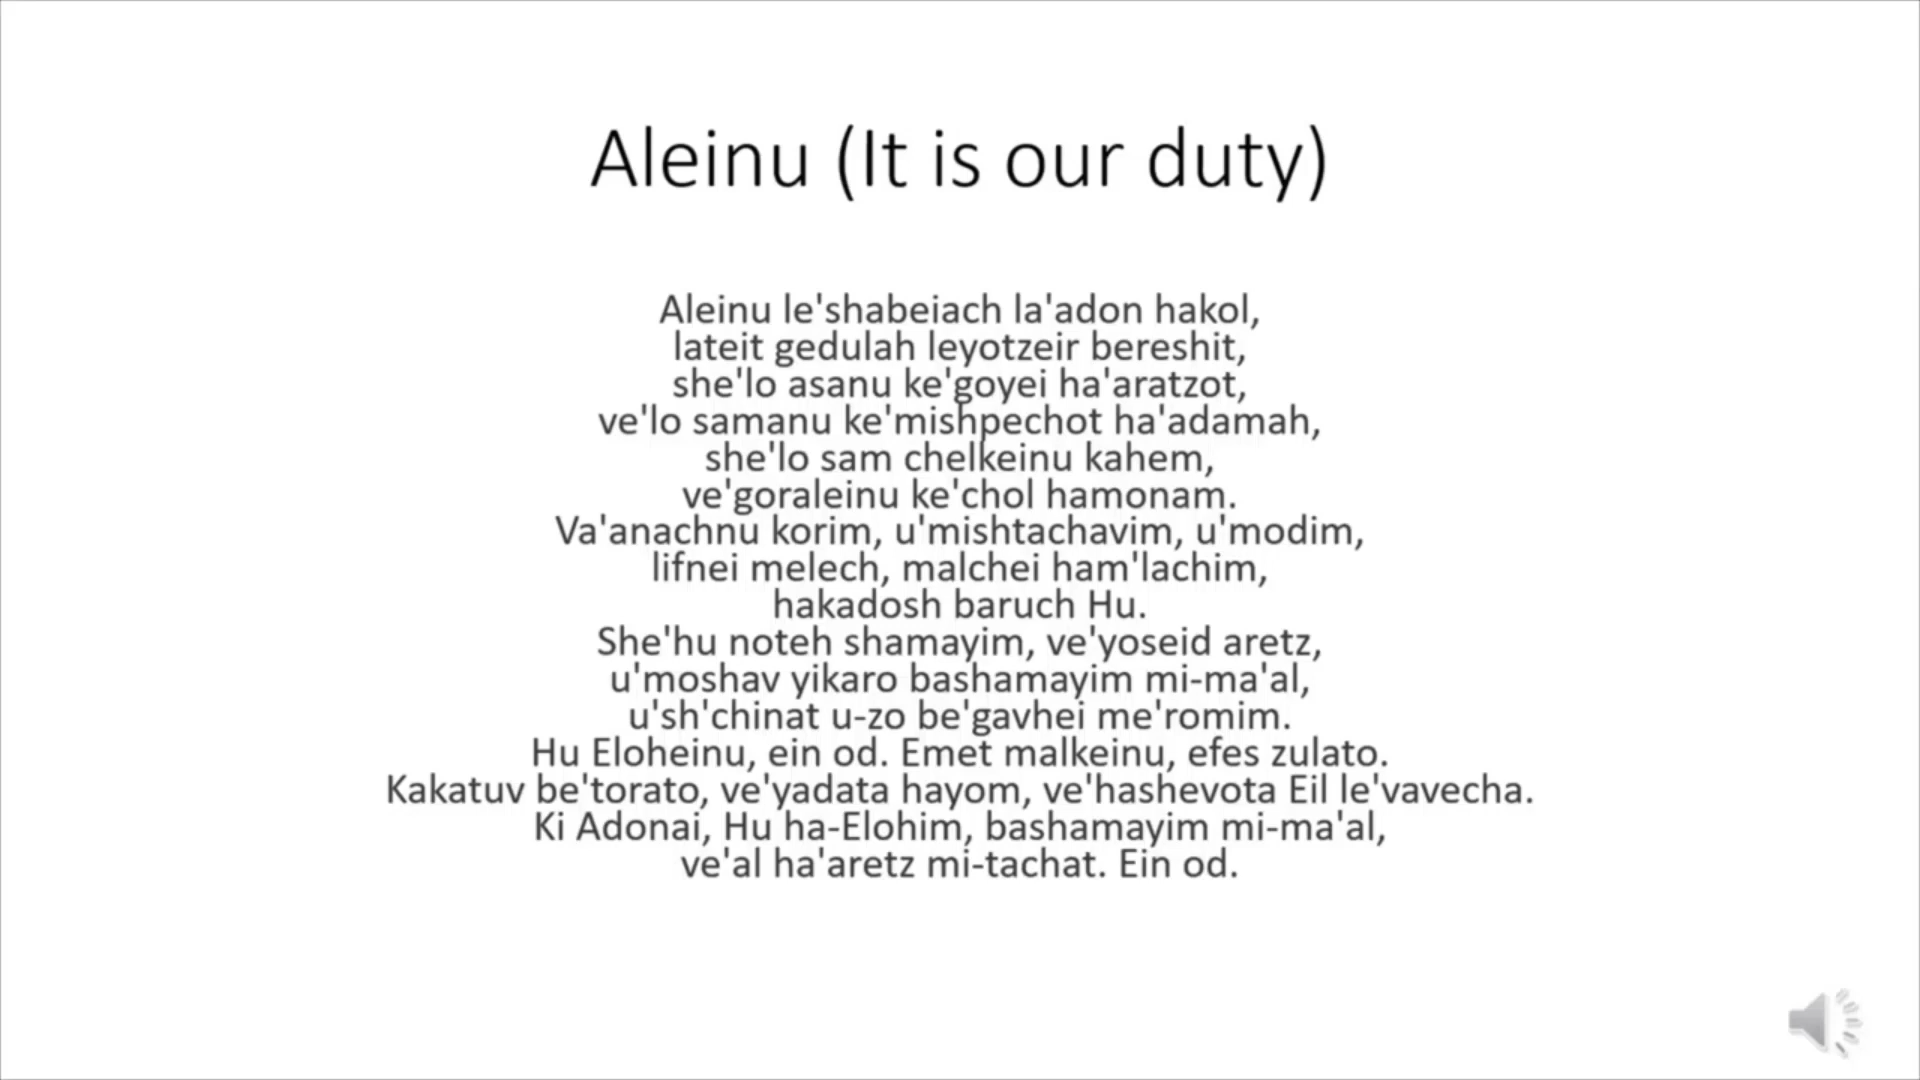 Aleinu (It is our duty)
Aleinu le'shabeiach la'adon hakol,
lateit gedulah leyotzeir bereshit,
she'lo asanu ke'goyei ha'aratzot,
ve'lo samanu ke'mishpechot ha'adamah,
she'lo sam chelkeinu kahem,
ve'goraleinu ke'chol hamonam.
Va'anachnu korim, u'mishtachavim, u'modim,
lifnei melech, malchei ham'lachim,
hakadosh baruch Hu.
She'hu noteh shamayim, ve'yoseid aretz,
u'moshav yikaro bashamayim mi-ma'al,
u'sh'chinat u-zo be'gavhei me'romim.
Hu Eloheinu, ein od. Emet malkeinu, efes zulato.
Kakatuv be'torato, ve'yadata hayom, ve'hashevota Eil le'vavecha.
Ki Adonai, Hu ha-Elohim, bashamayim mi-ma'al,
ve'al ha'aretz mi-tachat. Ein od.